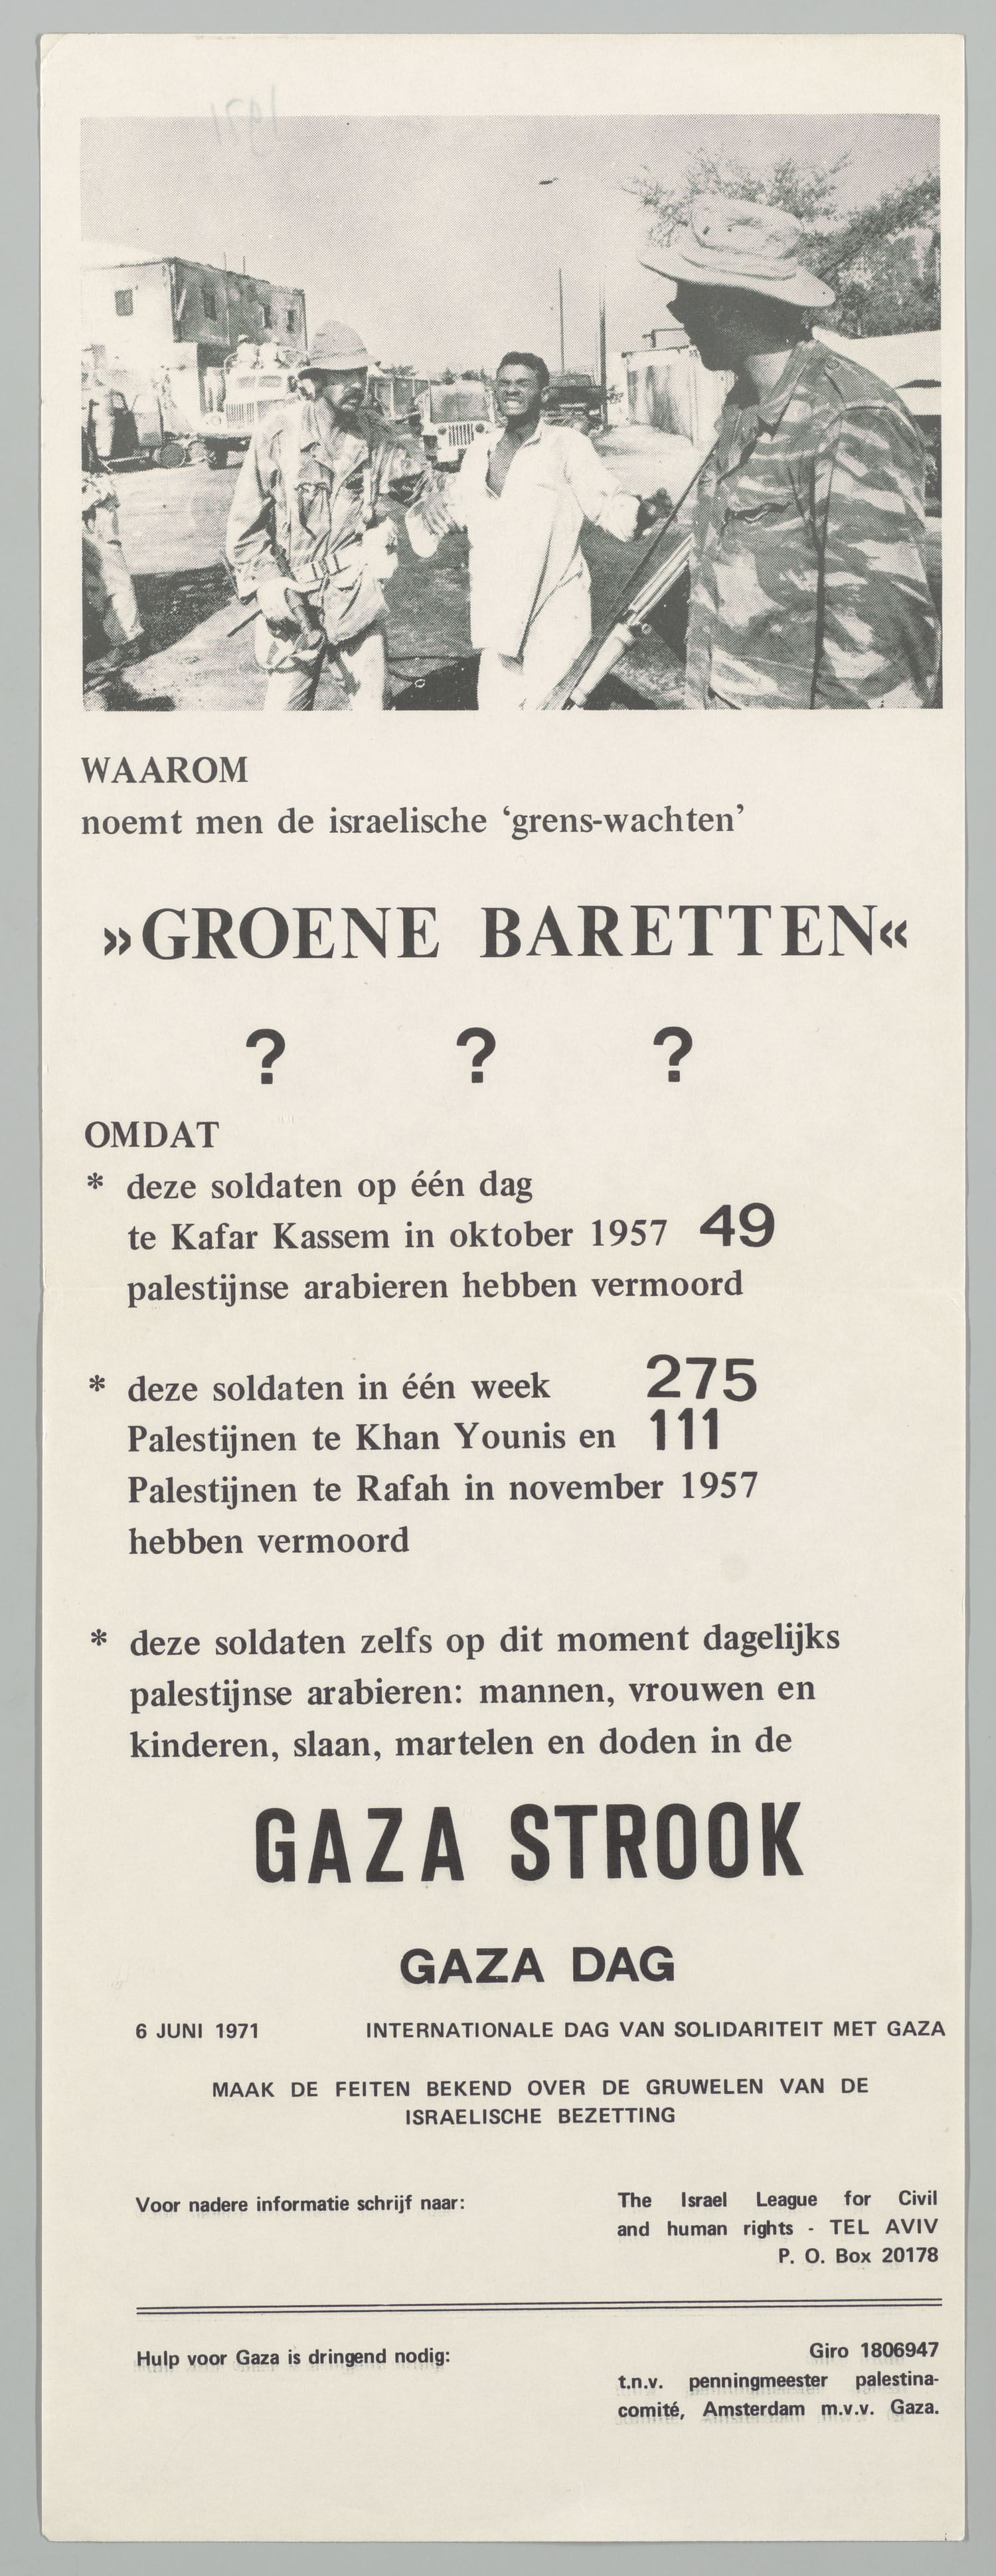 1971
WAAROM
noemt men de israelische ‘grens-wachten’
»GROENE BARETTEN«
? ? ?
OMDAT
* deze soldaten op één dag
te Kafar Kassem in oktober 1957 49
palestijnse arabieren hebben vermoord
* deze soldaten in één week 275
Palestijnen te Khan Younis en 111
Palestijnen te Rafah in november 1957
hebben vermoord
* deze soldaten zelfs op dit moment dagelijks
palestijnse arabieren: mannen, vrouwen en
kinderen, slaan, martelen en doden in de
GAZA STROOK
GAZA DAG
6 JUNI 1971 INTERNATIONALE DAG VAN SOLIDARITEIT MET GAZA
MAAK DE FEITEN BEKEND OVER DE GRUWELEN VAN DE
ISRAELISCHE BEZETTING
Voor nadere informatie schrijf naar: The Israel League for Civil
and human rights - TEL AVIV
P. O. Box 20178
Hulp voor Gaza is dringend nodig: Giro 1806947
t.n.v. penningmeester palestina-
comité, Amsterdam m.v.v. Gaza.